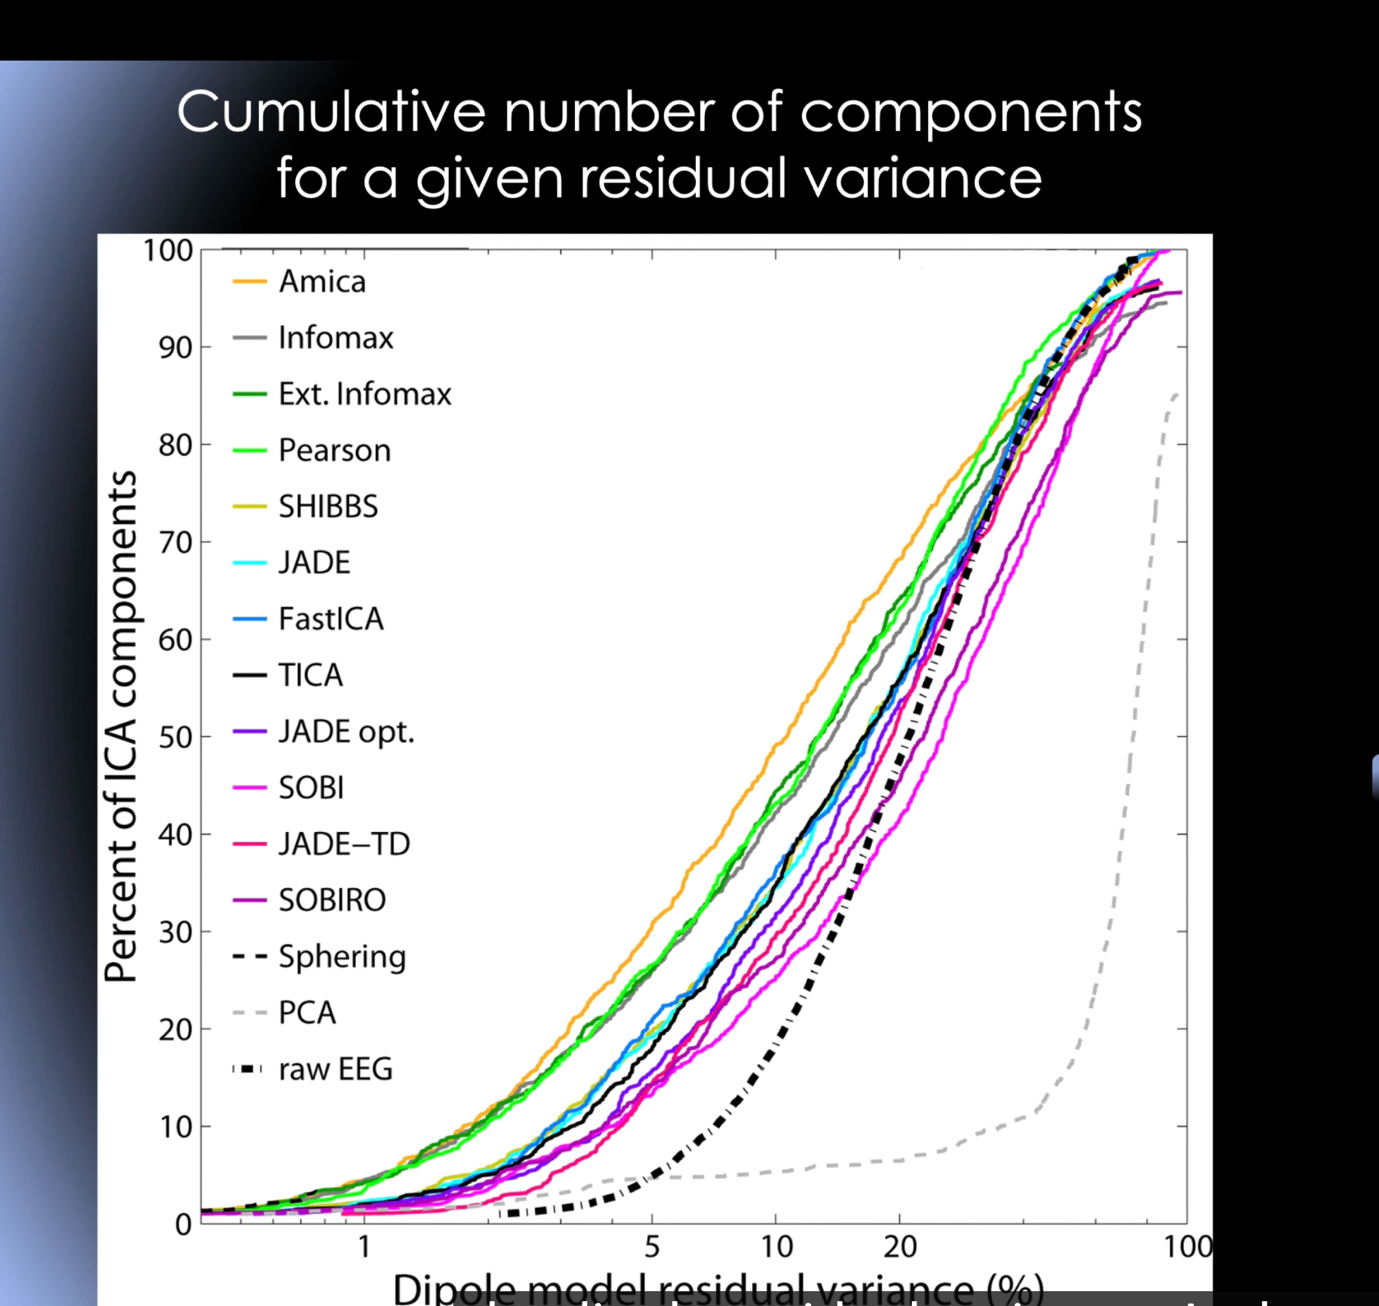 Cumulative number of components
for a given residual variance
100
90
80
70
60
50
40
30
20
10
0
Percent of ICA components
Amica
Infomax
Ext. Infomax
Pearson
SHIBBS
JADE
FastICA
TICA
JADE opt.
SOBI
JADE–TD
SOBIRO
Sphering
PCA
raw EEG
1 5 10 20 100
Dipole model residual variance (%)